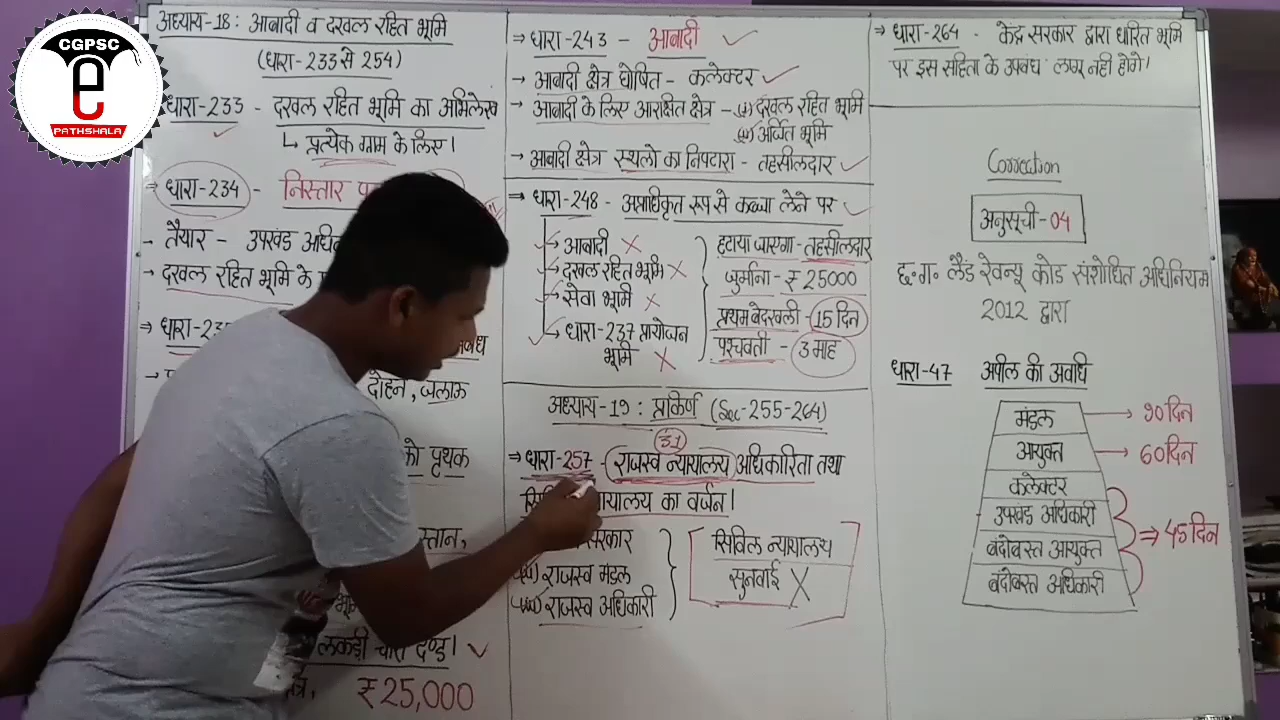 CGPSC
e
PATHSHALA
अध्याय-18: आबादी व दखल रहित भूमि
(धारा-233 से 254)
धारा-233 - दखल रहित भूमि का अभिलेख
↳ प्रत्येक ग्राम के लिए।
⇒ धारा-234 - निस्तार
- तैयार - उपखंड
- दखल रहित भूमि के
⇒
दोहन, जलाऊ
को पृथक
लकड़ी चोरी दण्ड।
₹25,000
⇒ धारा-243 - आबादी
→ आबादी क्षेत्र घोषित - कलेक्टर
→ आबादी के लिए आरक्षित क्षेत्र - (i) दखल रहित भूमि
(ii) अर्जित भूमि
→ आबादी क्षेत्र स्थलो का निपटारा - तहसीलदार
⇒ धारा-248 - अप्राधिकृत रूप से कब्जा लेने पर
→ आबादी X
→ दखल रहित भूमि X
→ सेवा भूमि X
→ धारा-237 प्रायोजन
भूमि X
हटाया जाएगा - तहसीलदार
जुर्माना - ₹25000
प्रथम बेदखली - 15 दिन
पश्चवर्ती - 3 माह
अध्याय-19: प्रकिर्ण (Sec-255-264)
31
⇒ धारा-257 - राजस्व न्यायालय अधिकारिता तथा
न्यायालय का वर्जन।
सरकार
राजस्व मंडल
(iii) राजस्व अधिकारी
सिविल न्यायालय
सुनवाई X
⇒ धारा-264 - केंद्र सरकार द्वारा धारित भूमि
पर इस संहिता के उपबंध लागू नही होंगे।
Correction
अनुसूची-04
छ.ग. लैंड रेवन्यू कोड संशोधित अधिनियम
2012 द्वारा
धारा-47 अपील की अवधि
मंडल → 90 दिन
आयुक्त → 60 दिन
कलेक्टर
उपखंड अधिकारी
बंदोबस्त आयुक्त
बंदोबस्त अधिकारी
⇒ 45 दिन